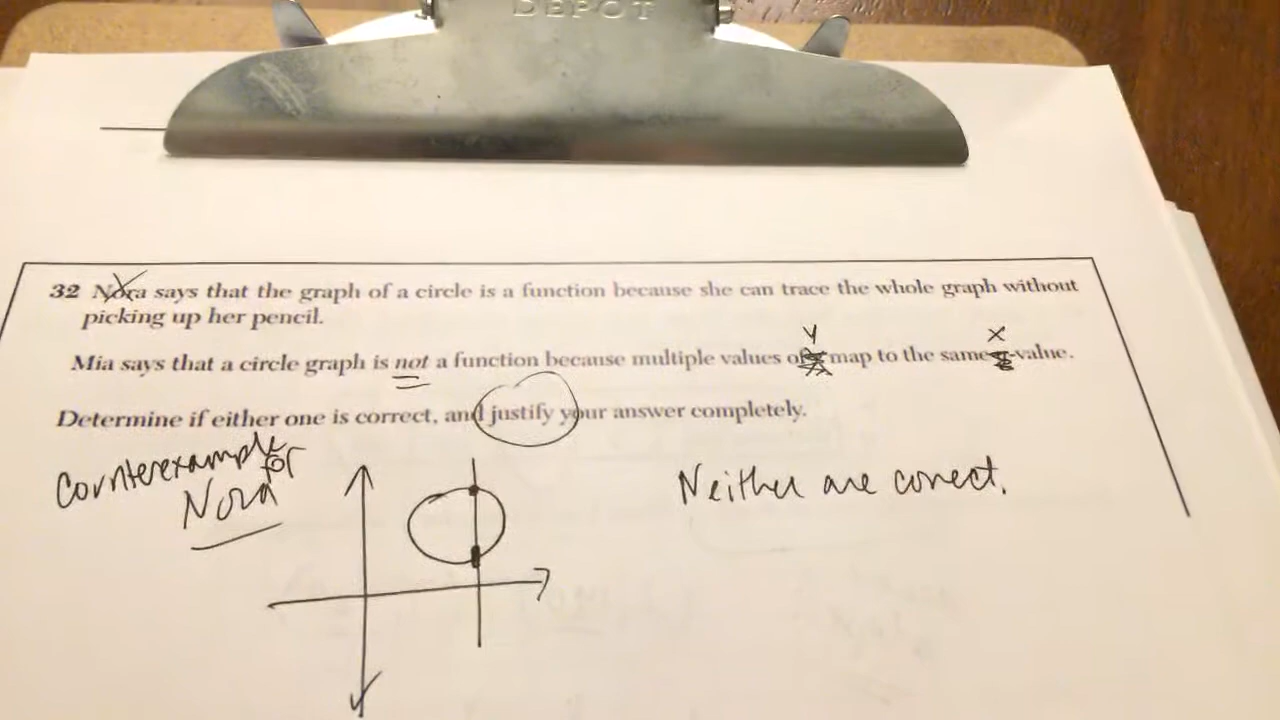 DEPOT
32 Nora says that the graph of a circle is a function because she can trace the whole graph without
picking up her pencil.
y x
Mia says that a circle graph is not a function because multiple values of map to the same -value.
Determine if either one is correct, and justify your answer completely.
Counterexample
for
Nora
Neither are correct.